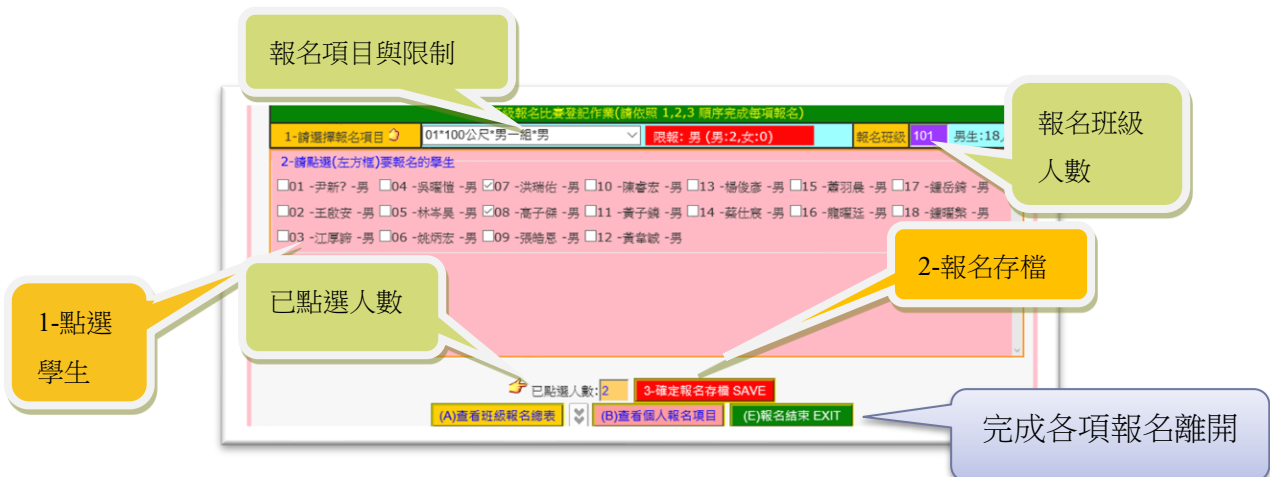 報名項目與限制
級報名比賽登記作業(請依照 1,2,3 順序完成每項報名)
1-請選擇報名項目
01*100公尺*男一組*男
限報: 男 (男:2,女:0)
報名班級
101
男生:18,
報名班級
人數
2-請點選(左方框)要報名的學生
01 -尹新? -男 04 -吳曜愷 -男 07 -洪瑞佑 -男 10 -陳睿宏 -男 13 -楊俊彥 -男 15 -蕭羽晨 -男 17 -鍾岳錡 -男
02 -王啟安 -男 05 -林岑昊 -男 08 -高子傑 -男 11 -黃子鐃 -男 14 -蔡仕宸 -男 16 -龍曜廷 -男 18 -鍾曜檠 -男
03 -江厚諦 -男 06 -姚炳宏 -男 09 -張皓恩 -男 12 -黃韋誠 -男
2-報名存檔
已點選人數
1-點選
學生
已點選人數:2
3-確定報名存檔 SAVE
(A)查看班級報名總表
(B)查看個人報名項目
(E)報名結束 EXIT
完成各項報名離開